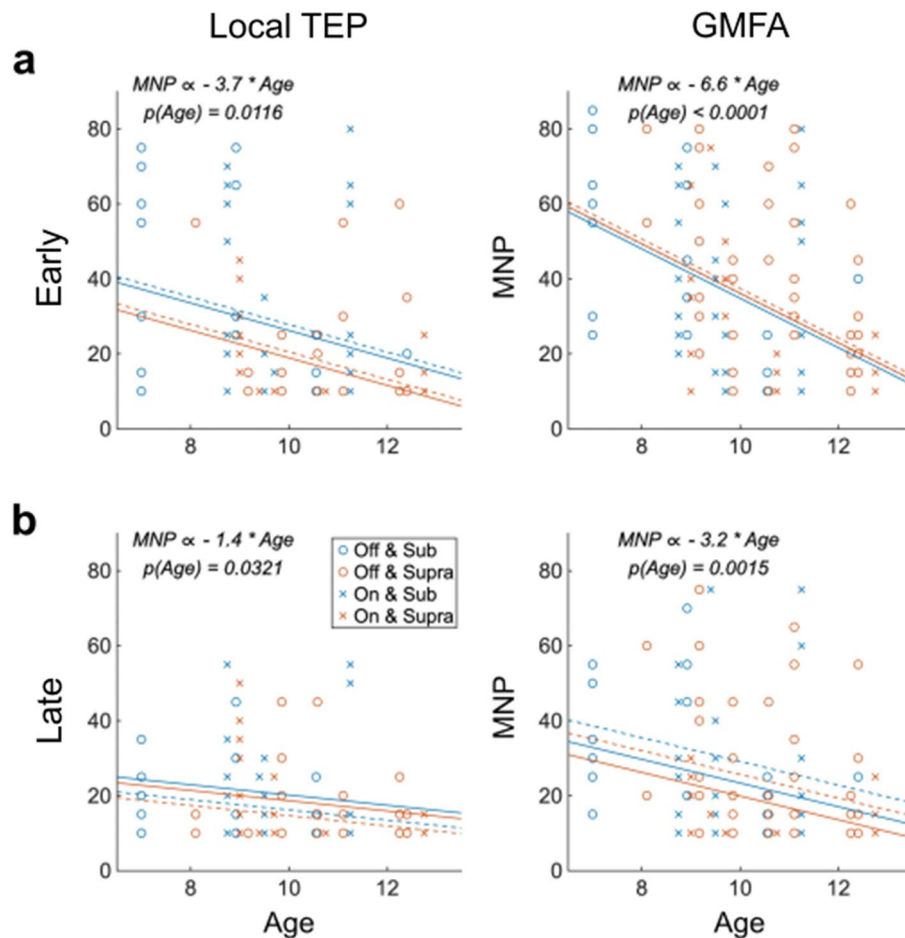 Local TEP
GMFA
a
MNP ∝ - 3.7 * Age
p(Age) = 0.0116
MNP ∝ - 6.6 * Age
p(Age) < 0.0001
Early
80
60
40
20
0
8
10
12
MNP
80
60
40
20
0
8
10
12
b
MNP ∝ - 1.4 * Age
p(Age) = 0.0321
Off & Sub
Off & Supra
On & Sub
On & Supra
MNP ∝ - 3.2 * Age
p(Age) = 0.0015
Late
80
60
40
20
0
8
10
12
Age
MNP
80
60
40
20
0
8
10
12
Age